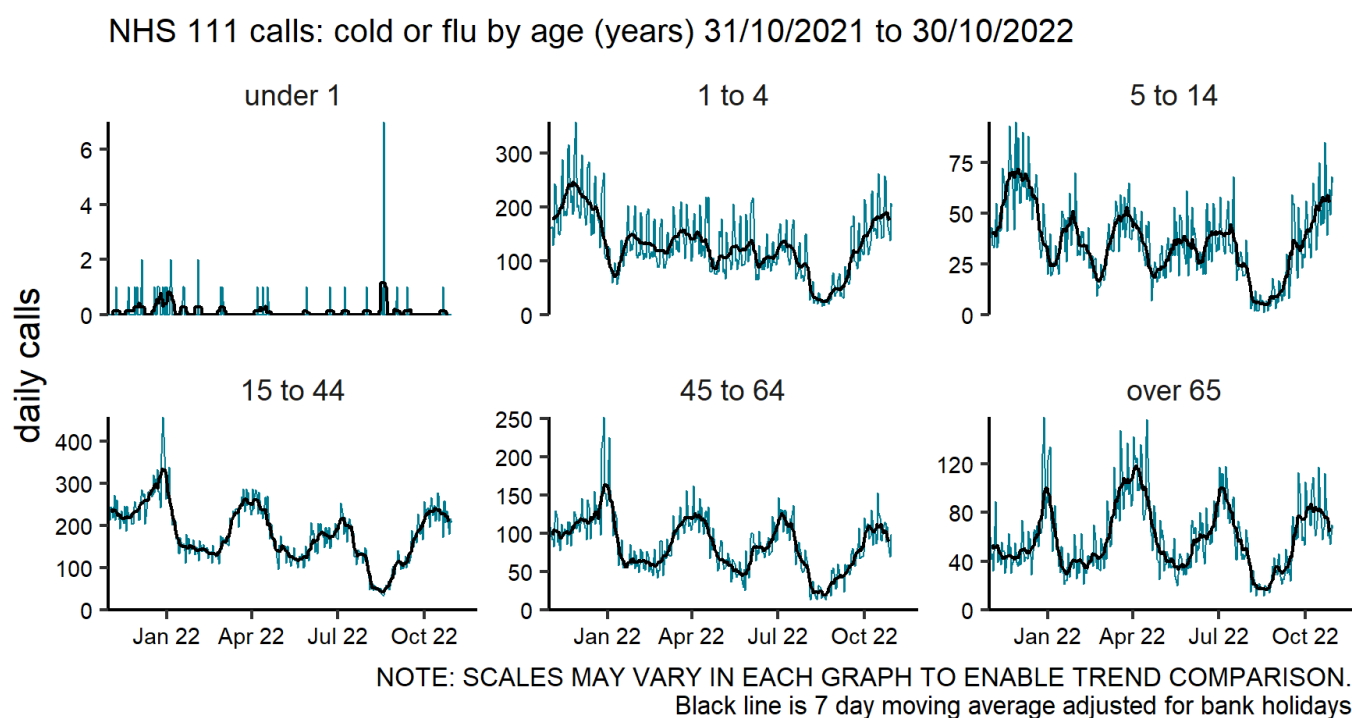 NHS 111 calls: cold or flu by age (years) 31/10/2021 to 30/10/2022
under 1
1 to 4
5 to 14
6
4
2
0
300
200
100
0
75
50
25
0
daily calls
15 to 44
45 to 64
over 65
400
300
200
100
0
250
200
150
100
50
0
120
80
40
0
Jan 22 Apr 22 Jul 22 Oct 22
Jan 22 Apr 22 Jul 22 Oct 22
Jan 22 Apr 22 Jul 22 Oct 22
NOTE: SCALES MAY VARY IN EACH GRAPH TO ENABLE TREND COMPARISON.
Black line is 7 day moving average adjusted for bank holidays